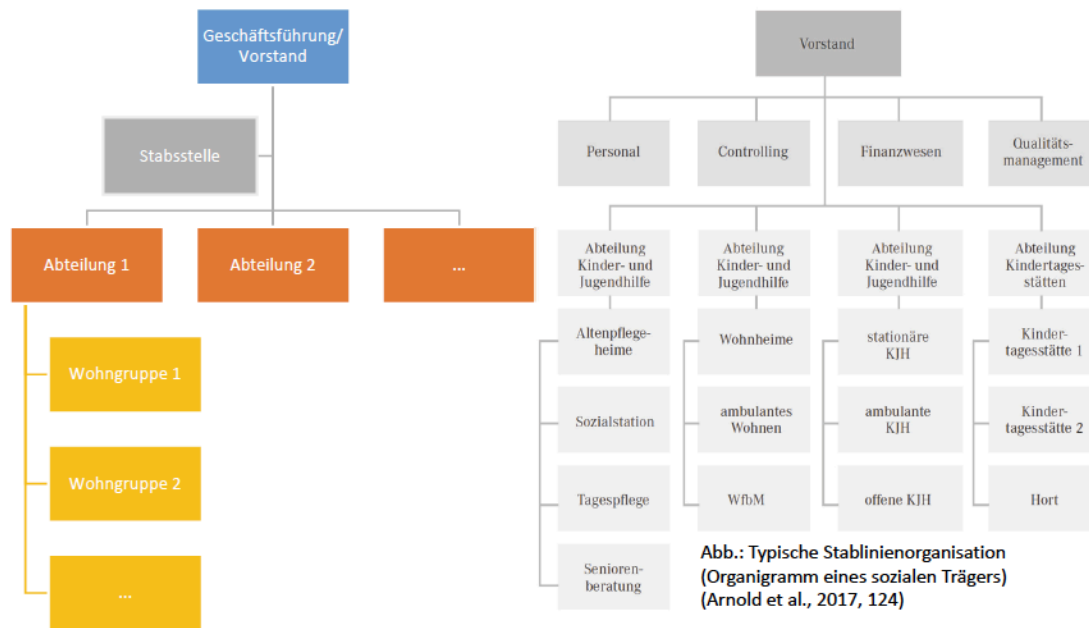 Geschäftsführung/
Vorstand
Stabsstelle
Abteilung 1
Abteilung 2
...
Wohngruppe 1
Wohngruppe 2
...
Vorstand
Personal
Controlling
Finanzwesen
Qualitäts-
management
Abteilung
Kinder- und
Jugendhilfe
Abteilung
Kinder- und
Jugendhilfe
Abteilung
Kinder- und
Jugendhilfe
Abteilung
Kindertages-
stätten
Altenpflege-
heime
Wohnheime
stationäre
KJH
Kinder-
tagesstätte 1
Sozialstation
ambulantes
Wohnen
ambulante
KJH
Kinder-
tagesstätte 2
Tagespflege
WfbM
offene KJH
Hort
Senioren-
beratung
Abb.: Typische Stablinienorganisation
(Organigramm eines sozialen Trägers)
(Arnold et al., 2017, 124)